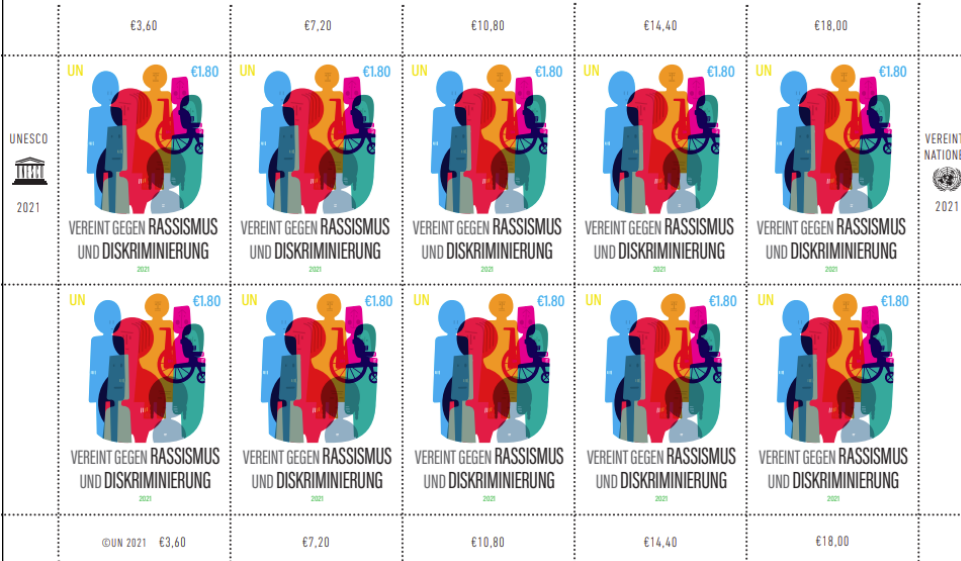 €3,60 €7,20 €10,80 €14,40 €18,00
UN €1.80 UN €1.80 UN €1.80 UN €1.80 UN €1.80
UNESCO
2021
VEREINT
NATIONE
2021
VEREINT GEGEN RASSISMUS VEREINT GEGEN RASSISMUS VEREINT GEGEN RASSISMUS VEREINT GEGEN RASSISMUS VEREINT GEGEN RASSISMUS
UND DISKRIMINIERUNG UND DISKRIMINIERUNG UND DISKRIMINIERUNG UND DISKRIMINIERUNG UND DISKRIMINIERUNG
2021 2021 2021 2021 2021
UN €1.80 UN €1.80 UN €1.80 UN €1.80 UN €1.80
VEREINT GEGEN RASSISMUS VEREINT GEGEN RASSISMUS VEREINT GEGEN RASSISMUS VEREINT GEGEN RASSISMUS VEREINT GEGEN RASSISMUS
UND DISKRIMINIERUNG UND DISKRIMINIERUNG UND DISKRIMINIERUNG UND DISKRIMINIERUNG UND DISKRIMINIERUNG
2021 2021 2021 2021 2021
©UN 2021 €3,60 €7,20 €10,80 €14,40 €18,00